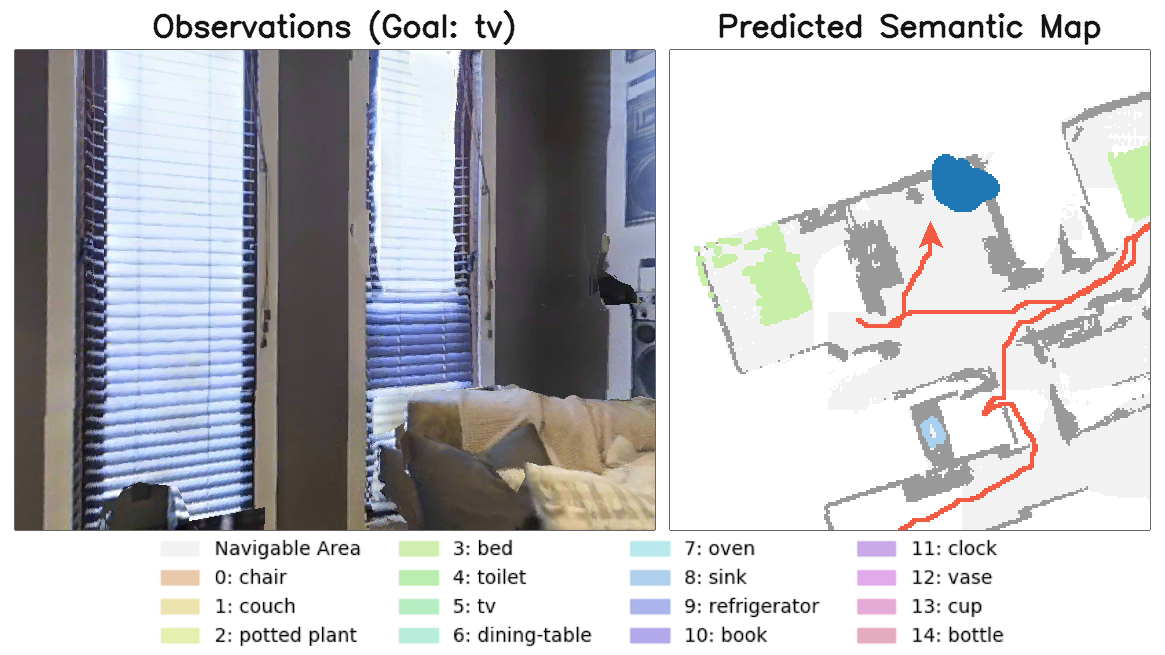 Observations (Goal: tv)
Predicted Semantic Map
Navigable Area
0: chair
1: couch
2: potted plant
3: bed
4: toilet
5: tv
6: dining-table
7: oven
8: sink
9: refrigerator
10: book
11: clock
12: vase
13: cup
14: bottle